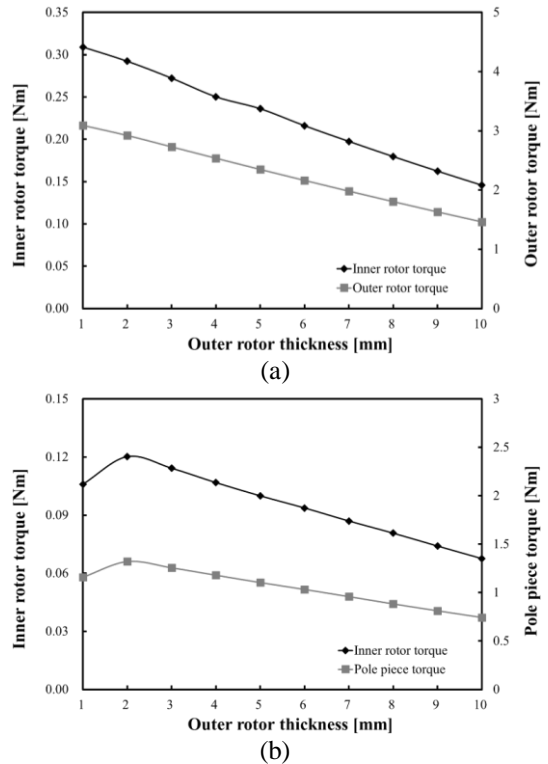 0.35
0.30
0.25
0.20
0.15
0.10
0.05
0.00
Inner rotor torque [Nm]
5
4
3
2
1
0
Outer rotor torque [Nm]
Inner rotor torque
Outer rotor torque
1 2 3 4 5 6 7 8 9 10
Outer rotor thickness [mm]
(a)
0.15
0.12
0.09
0.06
0.03
0.00
Inner rotor torque [Nm]
3
2.5
2
1.5
1
0.5
0
Pole piece torque [Nm]
Inner rotor torque
Pole piece torque
1 2 3 4 5 6 7 8 9 10
Outer rotor thickness [mm]
(b)